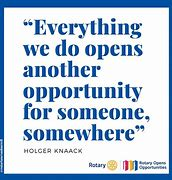 “Everything
we do opens
another
opportunity
for someone,
somewhere”
HOLGER KNAACK
Rotary
Rotary Opens
Opportunities